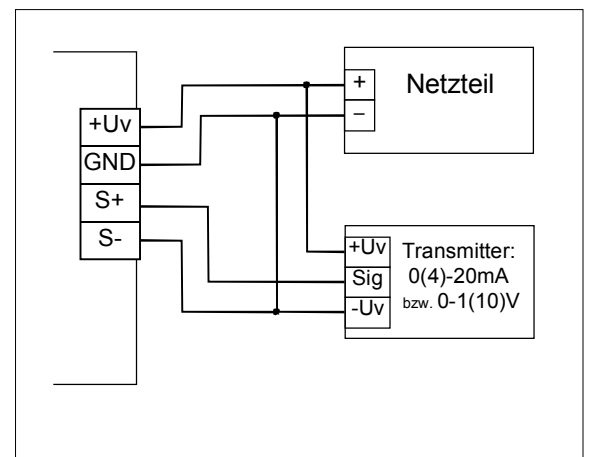 +Uv
GND
S+
S-
+
−
Netzteil
+Uv
Sig
-Uv
Transmitter:
0(4)-20mA
bzw. 0-1(10)V